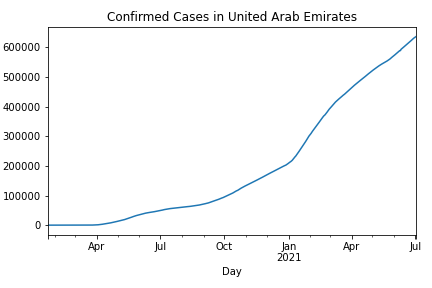 Confirmed Cases in United Arab Emirates
600000
500000
400000
300000
200000
100000
0
Apr Jul Oct Jan Apr Jul
2021
Day